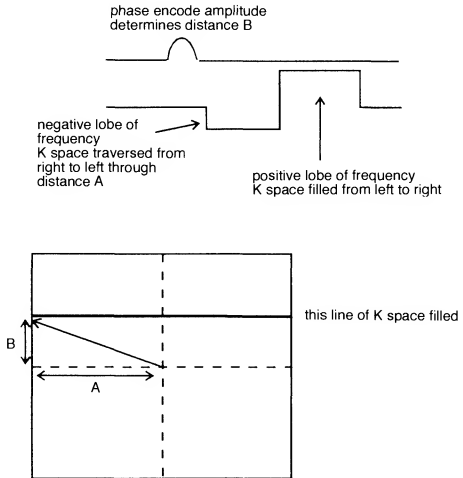 phase encode amplitude
determines distance B
negative lobe of
frequency
K space traversed from
right to left through
distance A
positive lobe of frequency
K space filled from left to right
this line of K space filled
B
A